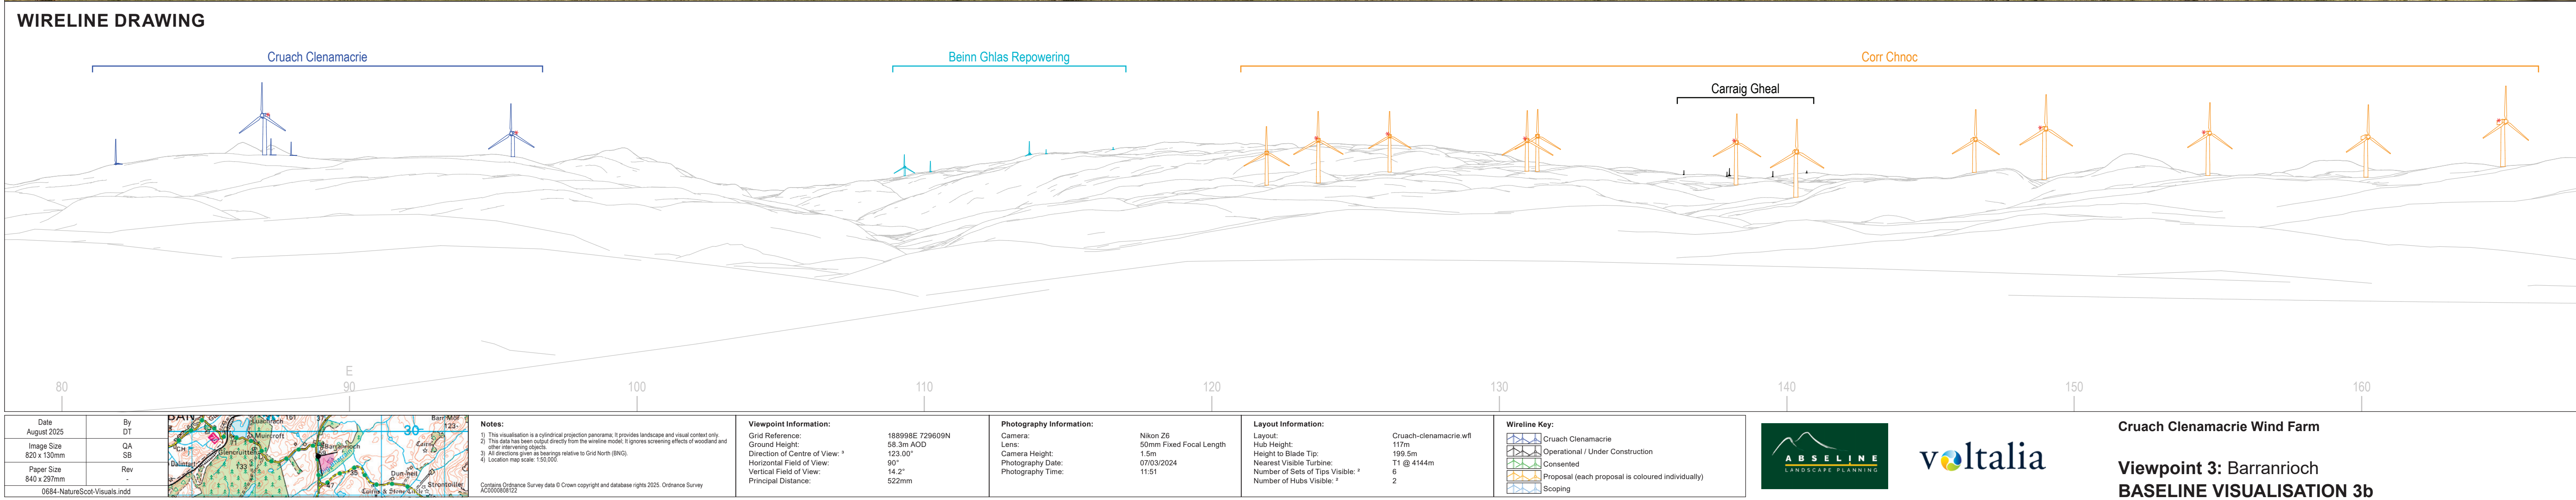 WIRELINE DRAWING
Cruach Clenamacrie
Beinn Ghlas Repowering
Corr Chnoc
Carraig Gheal
E
80 90 100 110 120 130 140 150 160
Date
August 2025
By
DT
Image Size
820 x 130mm
QA
SB
Paper Size
840 x 297mm
Rev
-
0684-NatureScot-Visuals.indd
Notes:
1) This visualisation is a cylindrical projection panorama; it provides landscape and visual context only.
2) This data has been output directly from the wireline model; it ignores the screening effects of woodland and
other intervening objects.
3) All directions given as bearings relative to Grid North (BNG).
4) Location map scale: 1:50,000.
Contains Ordnance Survey data © Crown copyright and database rights 2025. Ordnance Survey
AC0000808122
Viewpoint Information:
Grid Reference: 188998E 729609N
Ground Height: 58.3m AOD
Direction of Centre of View: ³ 123.00°
Horizontal Field of View: 90°
Vertical Field of View: 14.2°
Principal Distance: 522mm
Photography Information:
Camera: Nikon Z6
Lens: 50mm Fixed Focal Length
Camera Height: 1.5m
Photography Date: 07/03/2024
Photography Time: 11:51
Layout Information:
Layout: Cruach-clenamacrie.wfl
Hub Height: 117m
Height to Blade Tip: 199.5m
Nearest Visible Turbine: T1 @ 4144m
Number of Sets of Tips Visible: ² 6
Number of Hubs Visible: ² 2
Wireline Key:
Cruach Clenamacrie
Operational / Under Construction
Consented
Proposal (each proposal is coloured individually)
Scoping
ABSELINE
LANDSCAPE PLANNING
voltalia
Cruach Clenamacrie Wind Farm
Viewpoint 3: Barranrioch
BASELINE VISUALISATION 3b